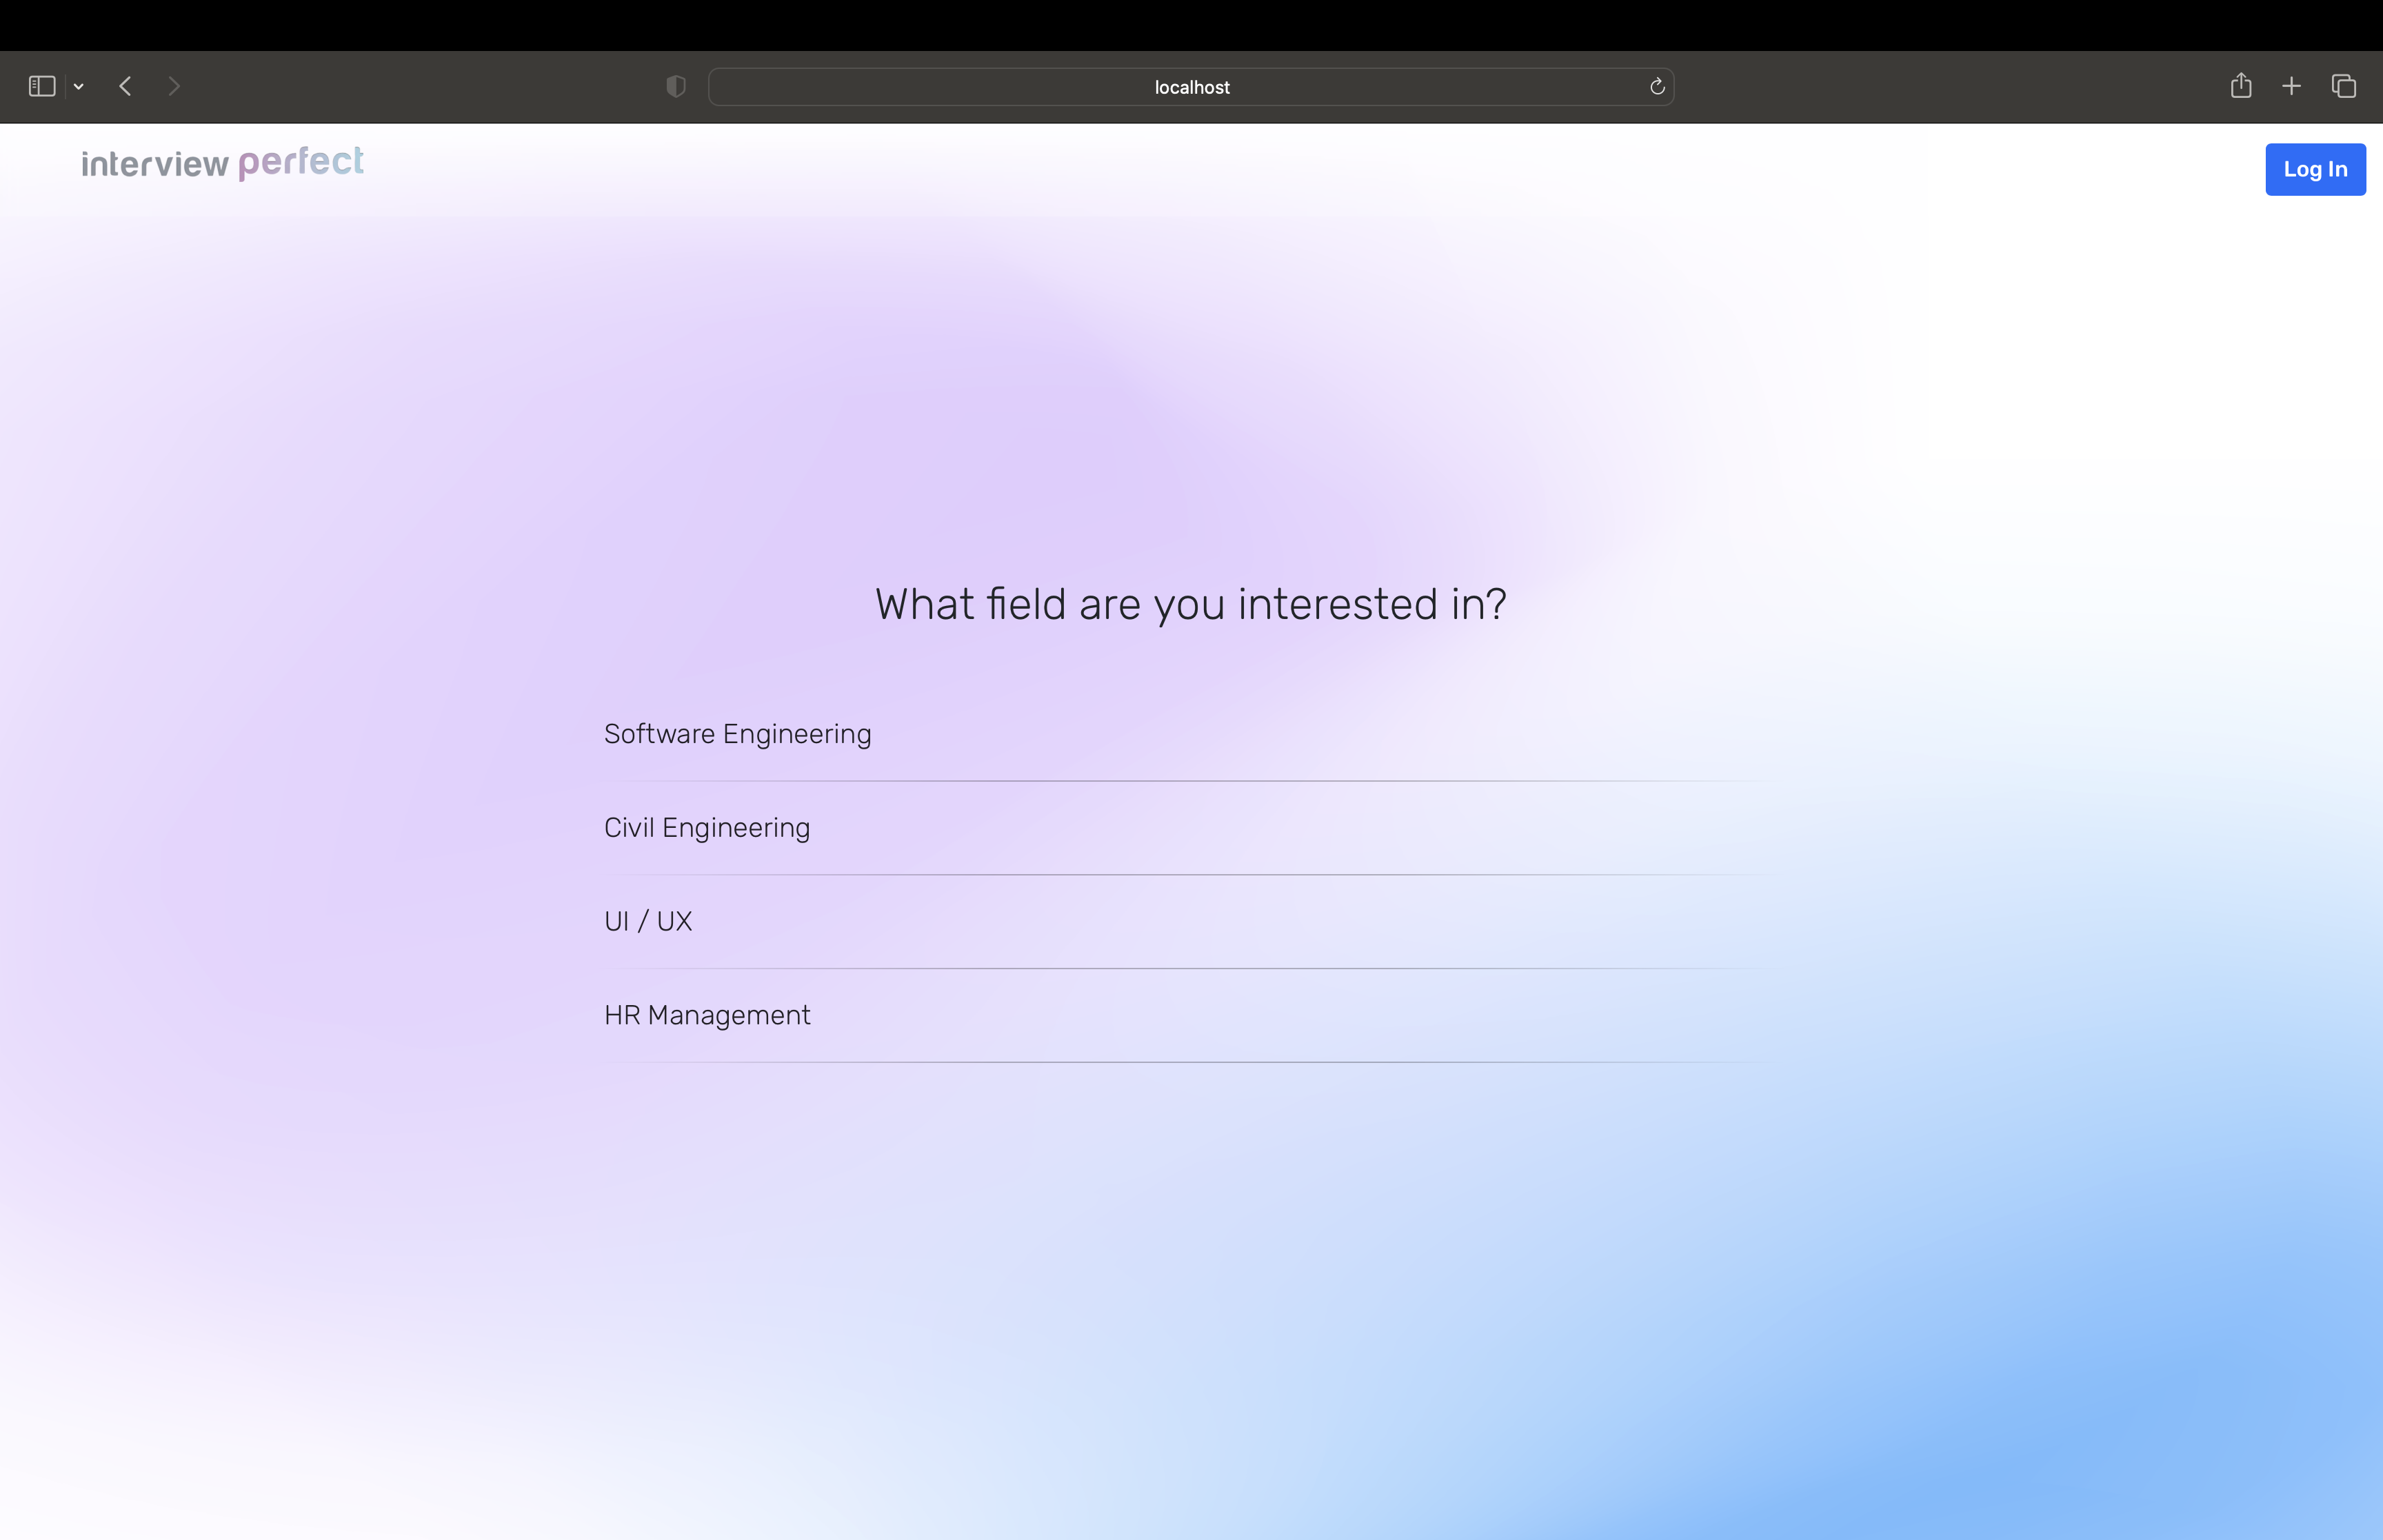 localhost
interview perfect
Log In
What field are you interested in?
Software Engineering
Civil Engineering
UI / UX
HR Management